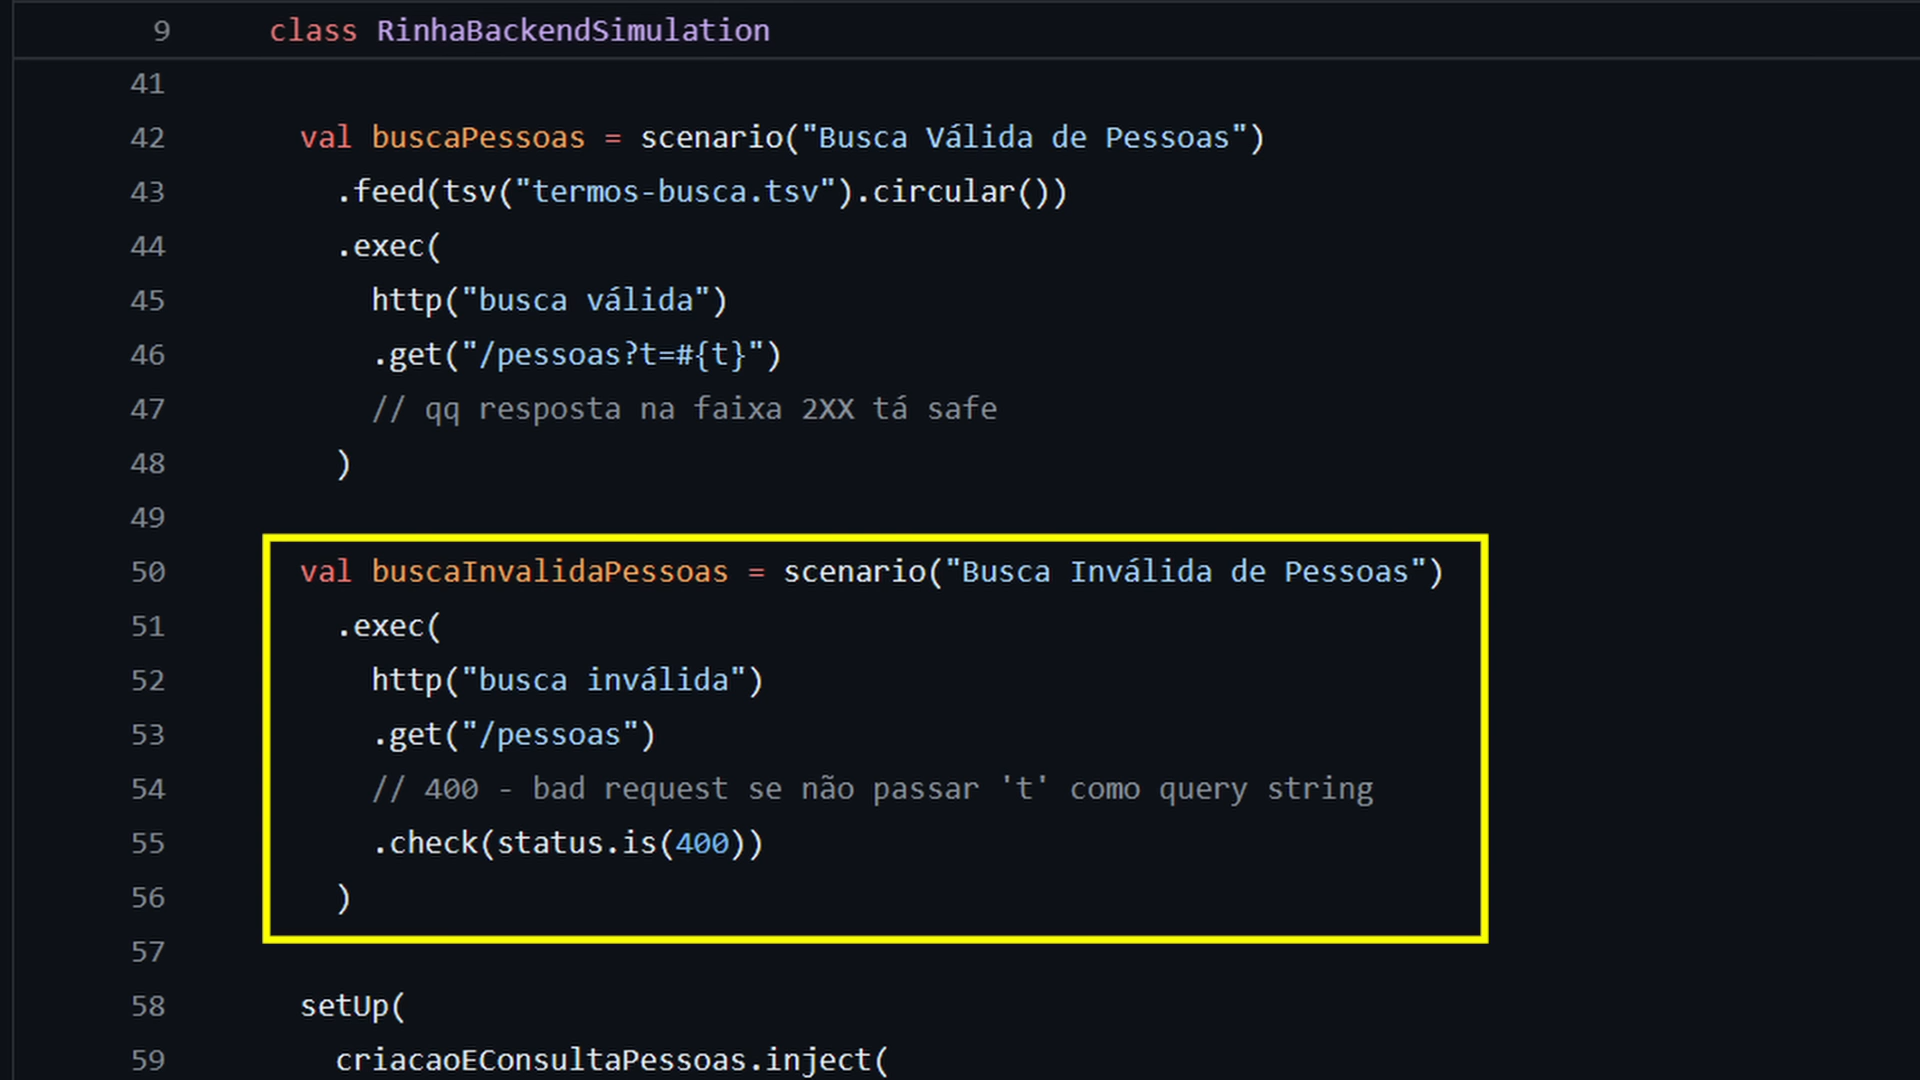 9 class RinhaBackendSimulation
41
42 val buscaPessoas = scenario("Busca Válida de Pessoas")
43 .feed(tsv("termos-busca.tsv").circular())
44 .exec(
45 http("busca válida")
46 .get("/pessoas?t=#{t}")
47 // qq resposta na faixa 2XX tá safe
48 )
49
50 val buscaInvalidaPessoas = scenario("Busca Inválida de Pessoas")
51 .exec(
52 http("busca inválida")
53 .get("/pessoas")
54 // 400 - bad request se não passar 't' como query string
55 .check(status.is(400))
56 )
57
58 setUp(
59 criacaoEConsultaPessoas.inject(